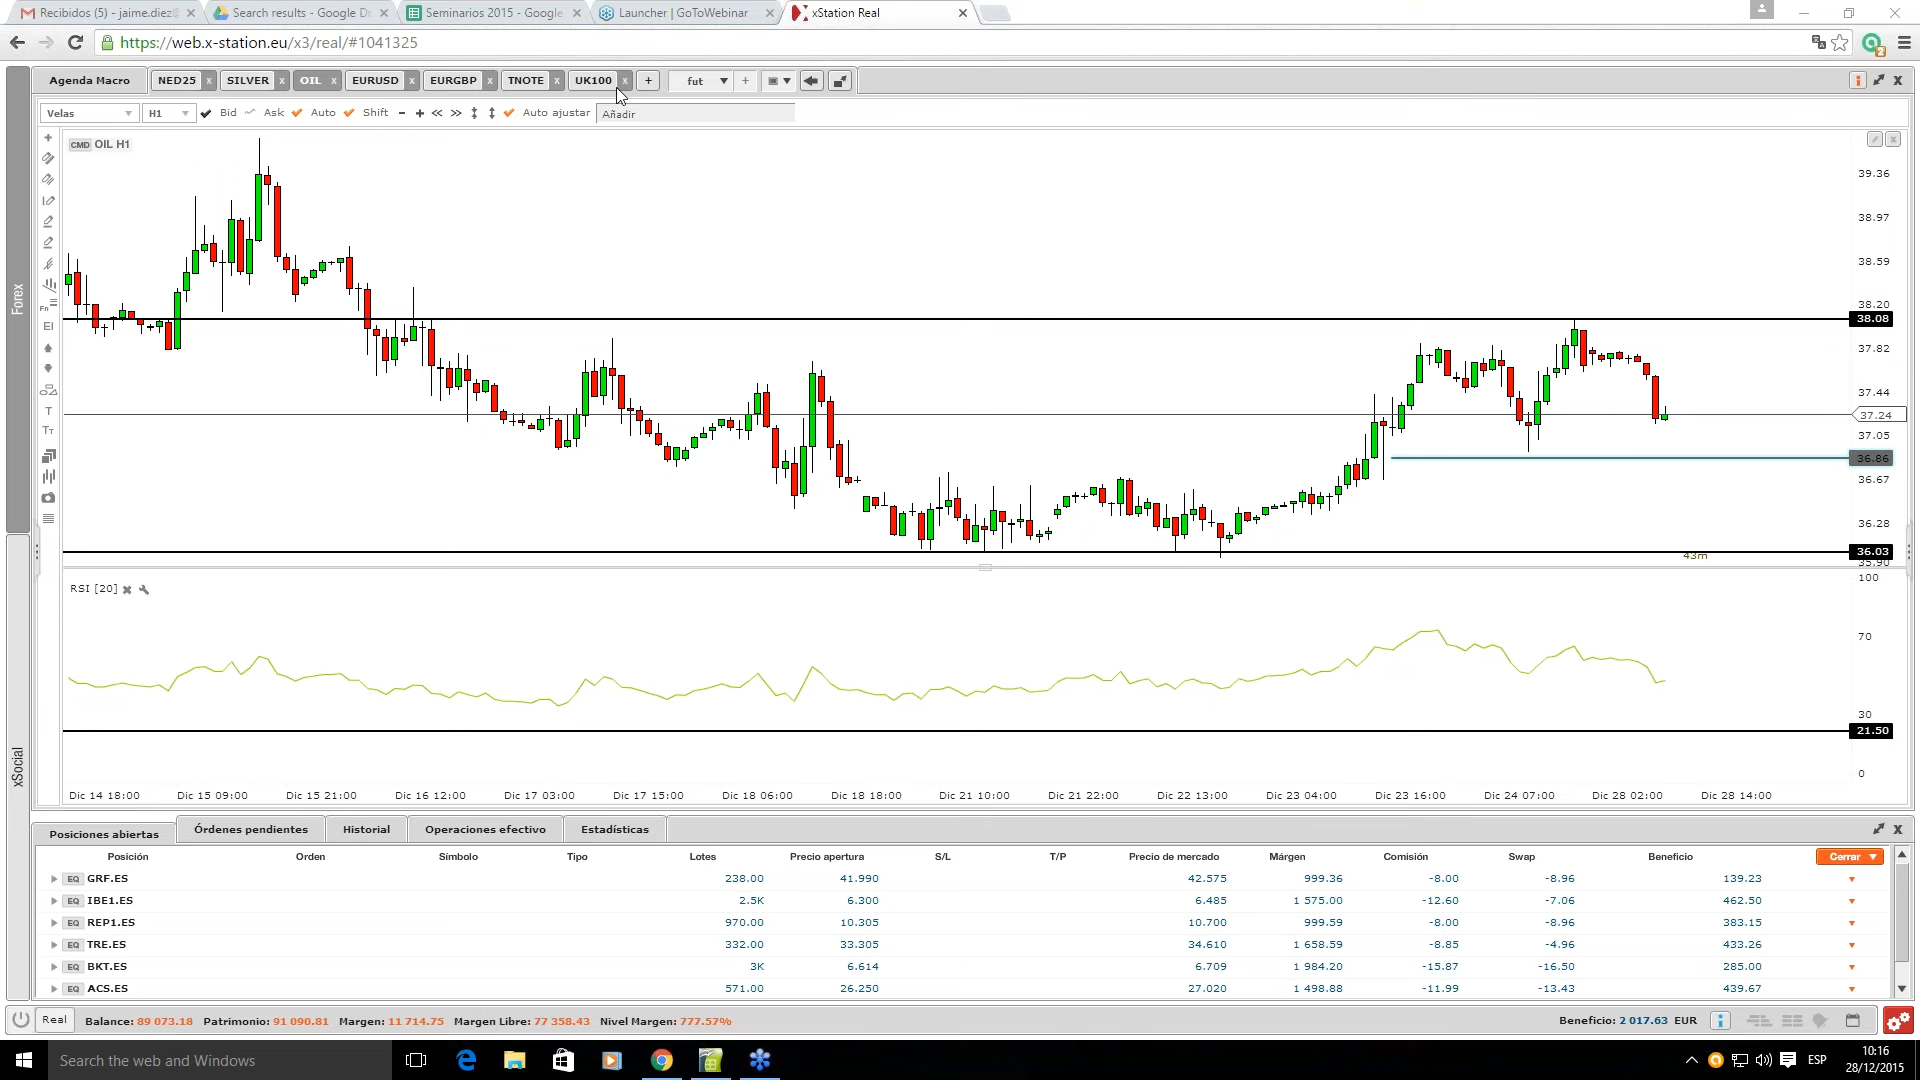 Recibidos (5) - jaime.diez@
Search results - Google Dr
Seminarios 2015 - Google
Launcher | GoToWebinar
xStation Real
https://web.x-station.eu/x3/real/#1041325
Agenda Macro
NED25 x
SILVER x
OIL x
EURUSD x
EURGBP x
TNOTE x
UK100 x
+
fut
+
Velas
H1
Bid
Ask
Auto
Shift
Auto ajustar
Añadir
CMD OIL H1
39.36
38.97
38.59
38.20
38.08
37.82
37.44
37.24
37.05
36.86
36.67
36.28
36.03
43m
35.90
RSI [20]
100
70
30
21.50
0
Dic 14 18:00 Dic 15 09:00 Dic 15 21:00 Dic 16 12:00 Dic 17 03:00 Dic 17 15:00 Dic 18 06:00 Dic 18 18:00 Dic 21 10:00 Dic 21 22:00 Dic 22 13:00 Dic 23 04:00 Dic 23 16:00 Dic 24 07:00 Dic 28 02:00 Dic 28 14:00
Forex
xSocial
Fn
EI
T
TT
Posiciones abiertas
Órdenes pendientes
Historial
Operaciones efectivo
Estadísticas
Posición Orden Símbolo Tipo Lotes Precio apertura S/L T/P Precio de mercado Márgen Comisión Swap Beneficio Cerrar
EQ GRF.ES 238.00 41.990 42.575 999.36 -8.00 -8.96 139.23
EQ IBE1.ES 2.5K 6.300 6.485 1 575.00 -12.60 -7.06 462.50
EQ REP1.ES 970.00 10.305 10.700 999.59 -8.00 -8.96 383.15
EQ TRE.ES 332.00 33.305 34.610 1 658.59 -8.85 -4.96 433.26
EQ BKT.ES 3K 6.614 6.709 1 984.20 -15.87 -16.50 285.00
EQ ACS.ES 571.00 26.250 27.020 1 498.88 -11.99 -13.43 439.67
Real
Balance: 89 073.18 Patrimonio: 91 090.81 Margen: 11 714.75 Margen Libre: 77 358.43 Nivel Margen: 777.57%
Beneficio: 2 017.63 EUR
Search the web and Windows
ESP
10:16
28/12/2015